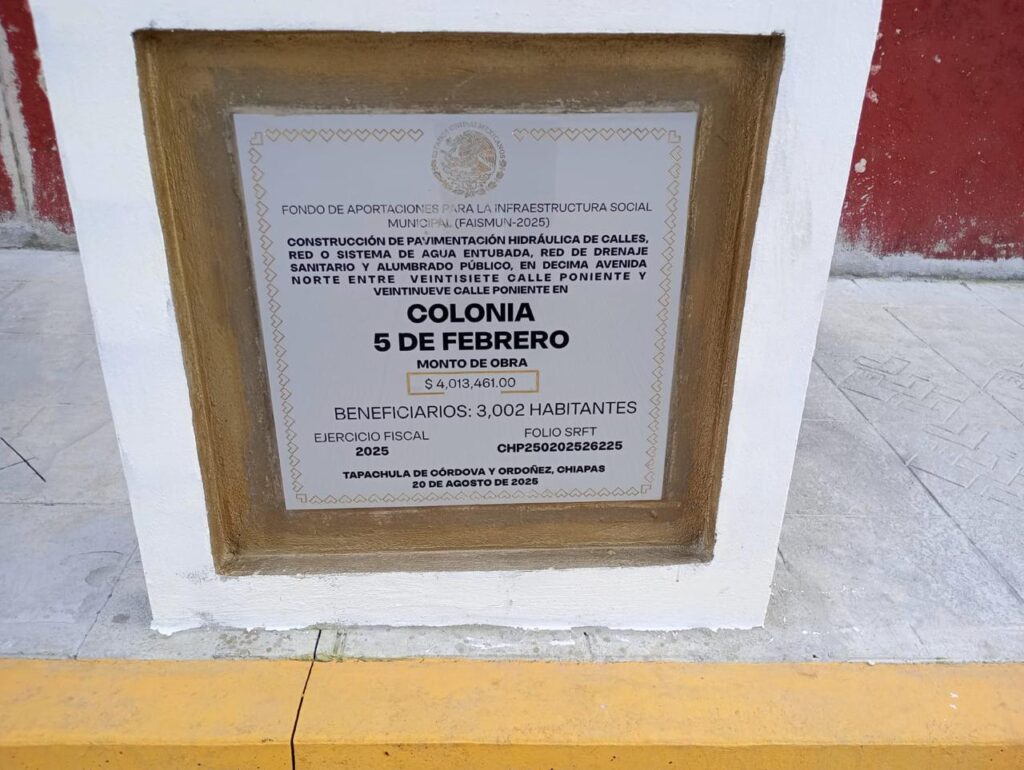 FONDO DE APORTACIONES PARA LA INFRAESTRUCTURA SOCIAL
MUNICIPAL (FAISMUN-2025)
CONSTRUCCIÓN DE PAVIMENTACIÓN HIDRÁULICA DE CALLES,
RED O SISTEMA DE AGUA ENTUBADA, RED DE DRENAJE
SANITARIO Y ALUMBRADO PÚBLICO, EN DECIMA AVENIDA
NORTE ENTRE VEINTISIETE CALLE PONIENTE Y
VEINTINUEVE CALLE PONIENTE EN
COLONIA
5 DE FEBRERO
MONTO DE OBRA
$ 4,013,461.00
BENEFICIARIOS: 3,002 HABITANTES
EJERCICIO FISCAL
2025
FOLIO SRFT
CHP250202526225
TAPACHULA DE CÓRDOVA Y ORDOÑEZ, CHIAPAS
20 DE AGOSTO DE 2025